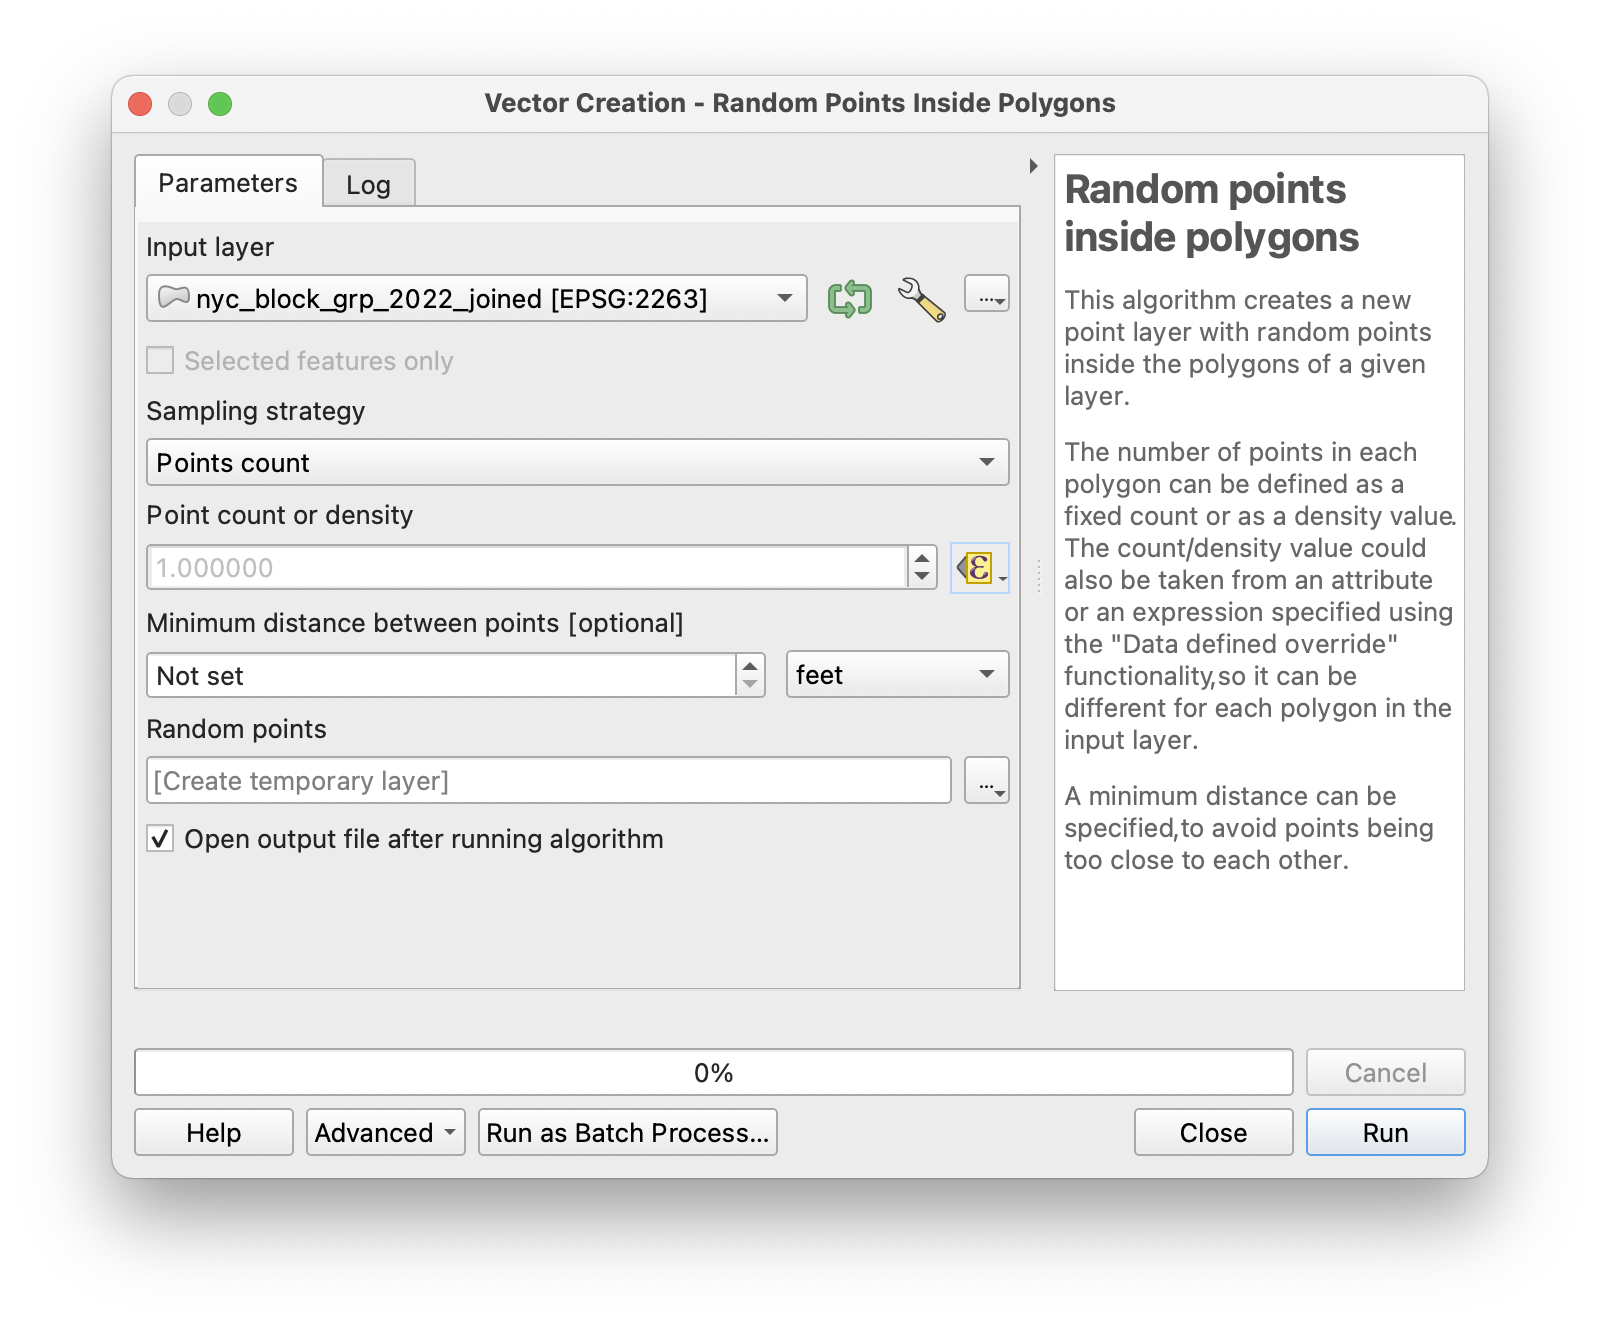 Vector Creation - Random Points Inside Polygons
Parameters
Log
Input layer
nyc_block_grp_2022_joined [EPSG:2263]
...
Selected features only
Sampling strategy
Points count
Point count or density
1.000000
ε
Minimum distance between points [optional]
Not set
feet
Random points
[Create temporary layer]
...
Open output file after running algorithm
Random points
inside polygons
This algorithm creates a new
point layer with random points
inside the polygons of a given
layer.
The number of points in each
polygon can be defined as a
fixed count or as a density value.
The count/density value could
also be taken from an attribute
or an expression specified using
the "Data defined override"
functionality,so it can be
different for each polygon in the
input layer.
A minimum distance can be
specified,to avoid points being
too close to each other.
0%
Cancel
Help
Advanced
Run as Batch Process...
Close
Run